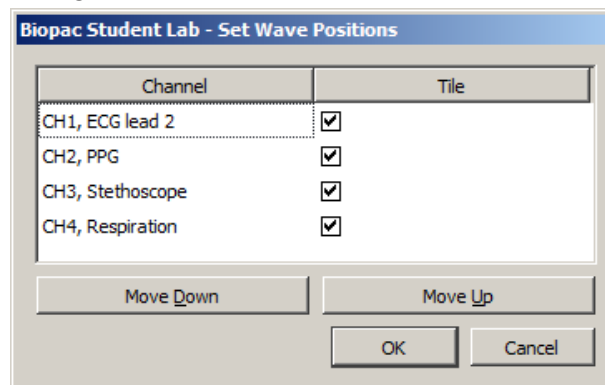 Biopac Student Lab - Set Wave Positions
Channel Tile
CH1, ECG lead 2
CH2, PPG
CH3, Stethoscope
CH4, Respiration
Move Down Move Up
OK Cancel